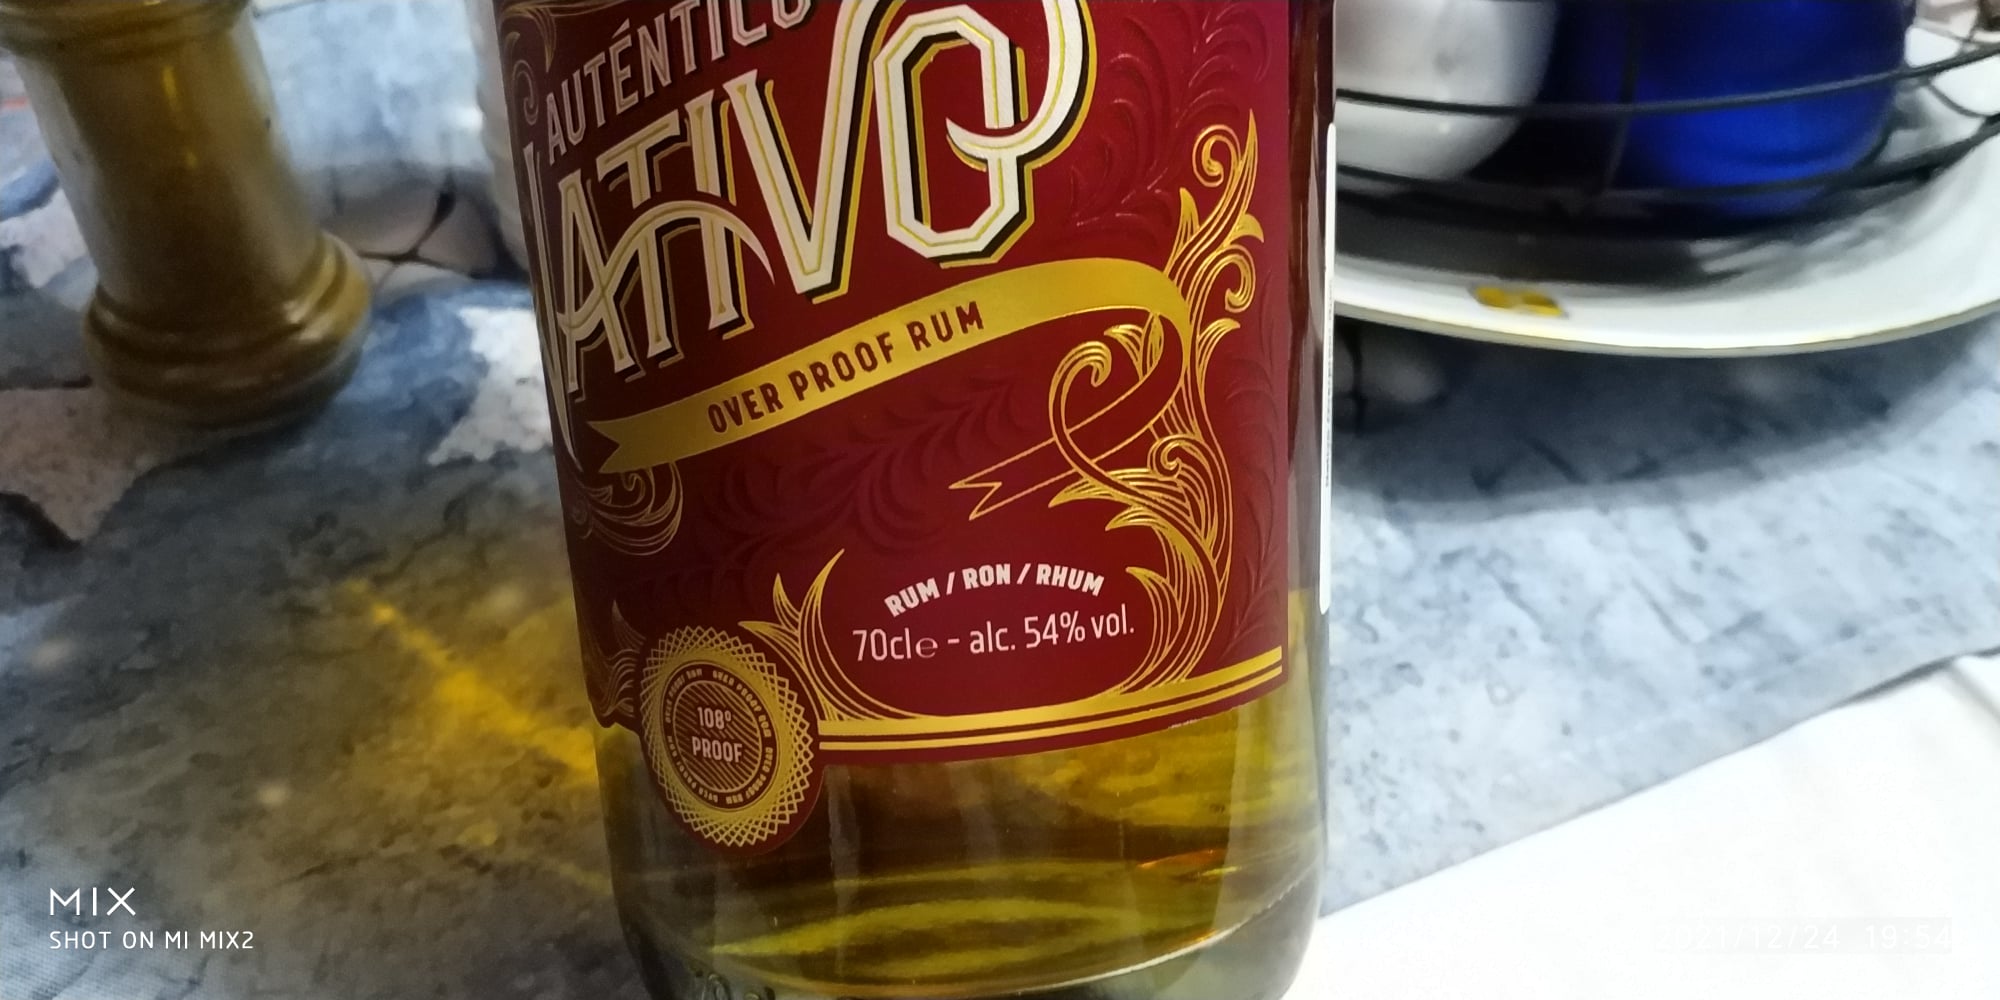 AUTÉNTICO
NATIVO
OVER PROOF RUM
RUM / RON / RHUM
70cl e - alc. 54% vol.
108°
PROOF
MIX
SHOT ON MI MIX2
2021/12/24 19:54